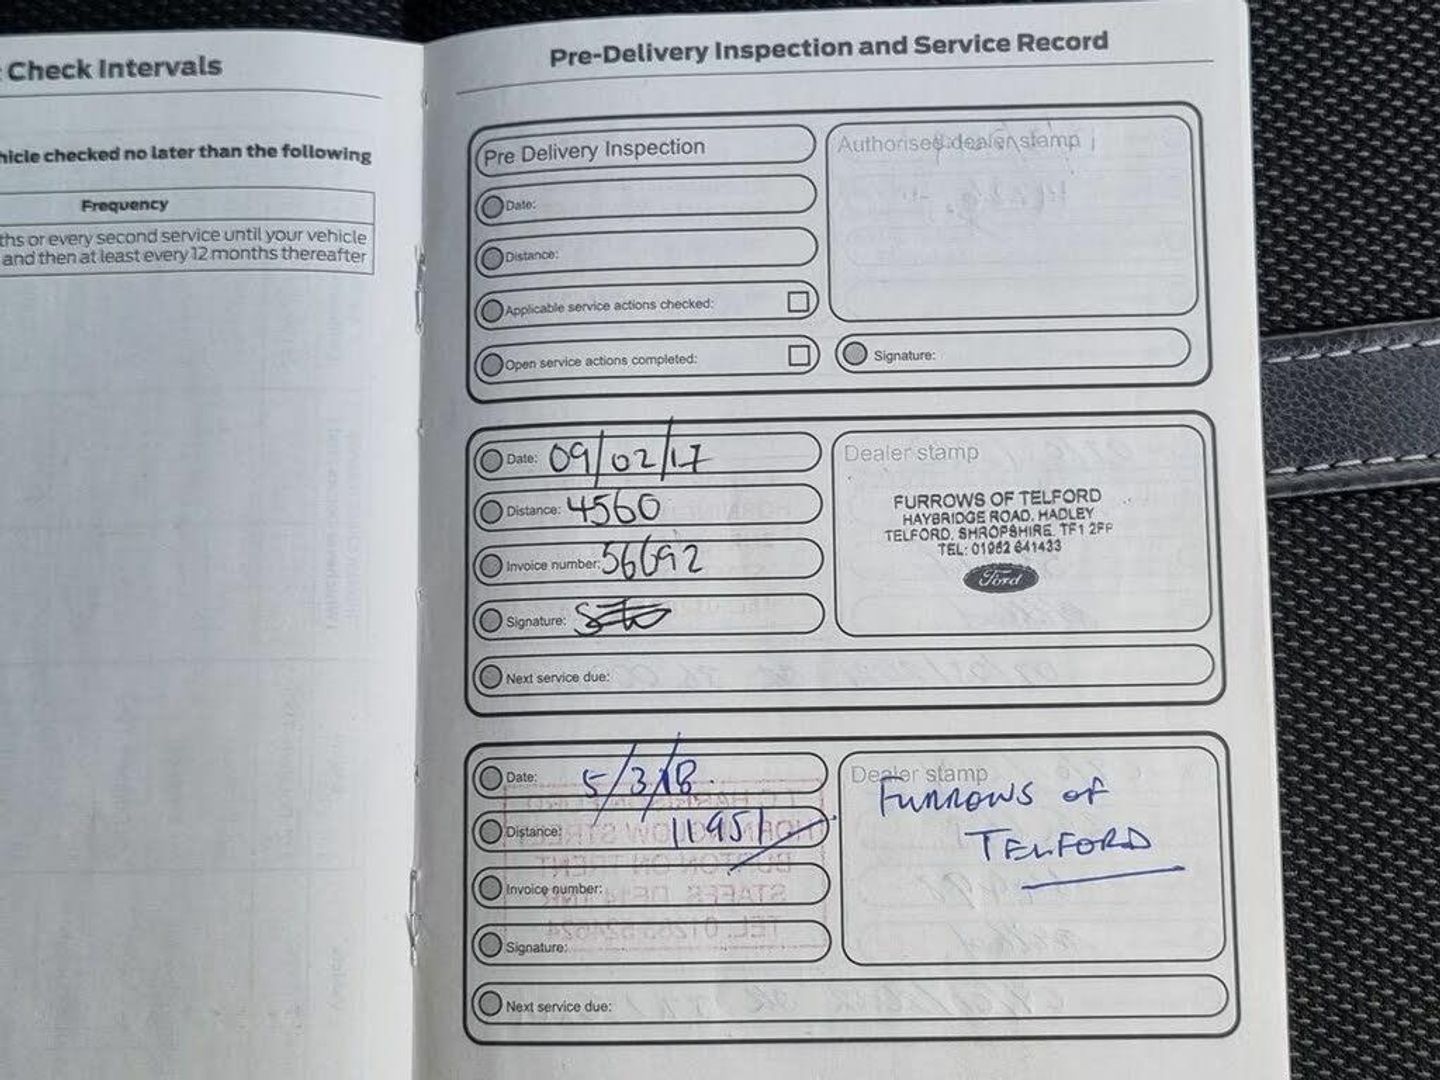 Check Intervals
hicle checked no later than the following
Frequency
ths or every second service until your vehicle
and then at least every 12 months thereafter
Pre-Delivery Inspection and Service Record
Pre Delivery Inspection
Authorised dealer stamp
Date:
Distance:
Applicable service actions checked:
Open service actions completed:
Signature:
Date: 09/02/17
Distance: 4560
Invoice number: 56692
Signature:
Next service due:
Dealer stamp
FURROWS OF TELFORD
HAYBRIDGE ROAD, HADLEY
TELFORD, SHROPSHIRE, TF1 2FF
TEL: 01952 641433
Ford
Date: 5/3/18
Distance: 11951
Invoice number:
Signature:
Next service due:
Dealer stamp
FURROWS OF
TELFORD